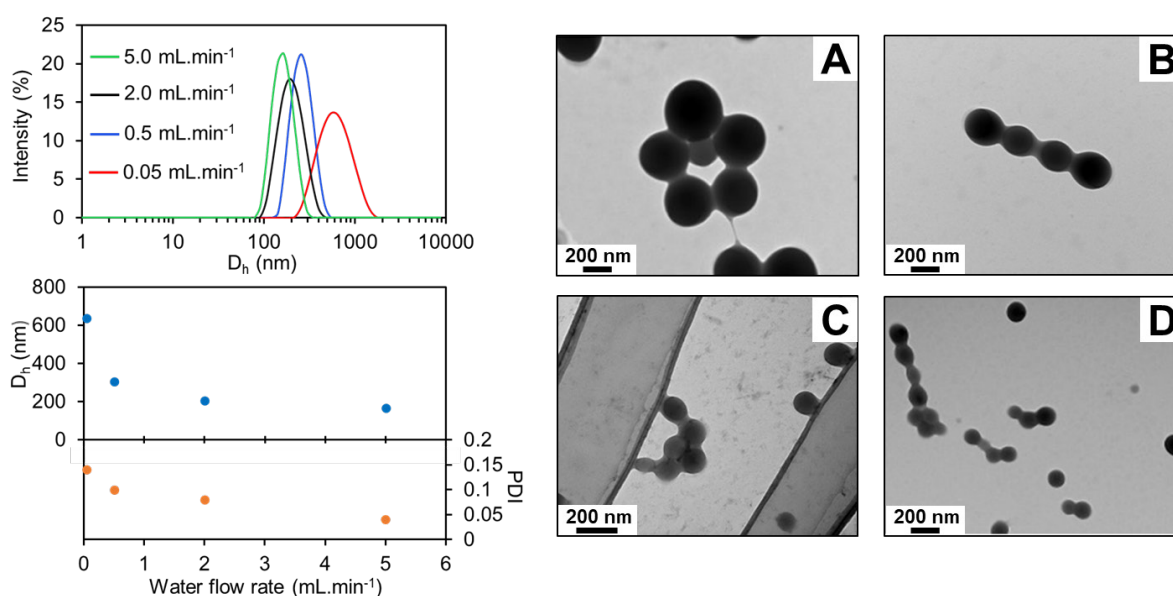 25
20
15
10
5
0
Intensity (%)
5.0 mL.min⁻¹
2.0 mL.min⁻¹
0.5 mL.min⁻¹
0.05 mL.min⁻¹
1 10 100 1000 10000
Dₕ (nm)
800
600
400
200
0
Dₕ (nm)
0.2
0.15
0.1
0.05
0
PDI
0 1 2 3 4 5 6
Water flow rate (mL.min⁻¹)
A
200 nm
B
200 nm
C
200 nm
D
200 nm